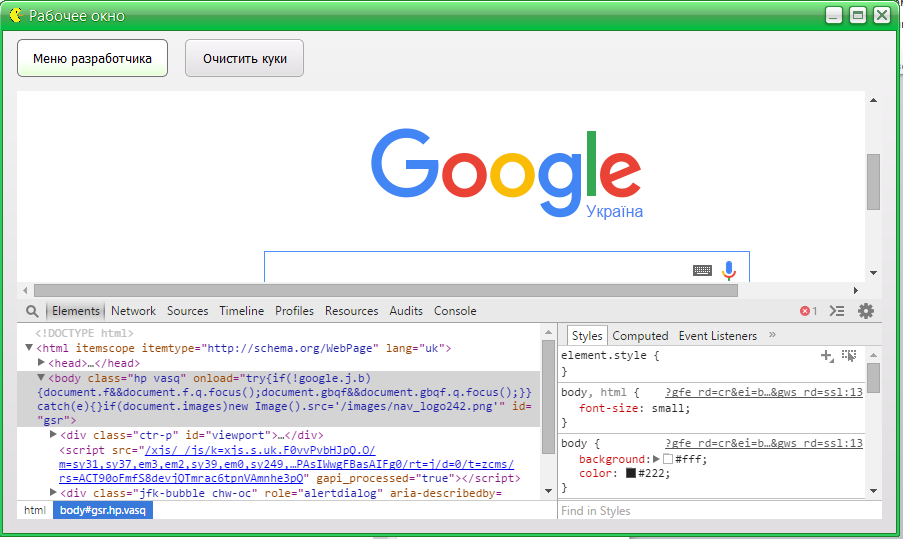 Рабочее окно
Меню разработчика
Очистить куки
Google
Україна
Elements Network Sources Timeline Profiles Resources Audits Console
1
<!DOCTYPE html>
<html itemscope itemtype="http://schema.org/WebPage" lang="uk">
<head>…</head>
<body class="hp vasq" onload="try{if(!google.j.b)
{document.f&&document.f.q.focus();document.gbqf&&document.gbqf.q.focus();}}
catch(e){}if(document.images)new Image().src='/images/nav_logo242.png'" id=
"gsr">
<div class="ctr-p" id="viewport">…</div>
<script src="/xjs/_/js/k=xjs.s.uk.F0vvPvbHJpQ.O/
m=sy31,sy37,em3,em2,sy39,em0,sy249,…PAsIWwgFBasAIFg0/rt=j/d=0/t=zcms/
rs=ACT90oFmfS8devjQTmrac6tpnVAmnhe3pQ" gapi_processed="true"></script>
<div class="jfk-bubble chw-oc" role="alertdialog" aria-describedby=
html body#gsr.hp.vasq
Styles Computed Event Listeners »
element.style {
}
body, html { ?gfe_rd=cr&ei=b…&gws_rd=ssl:13
font-size: small;
}
body { ?gfe_rd=cr&ei=b…&gws_rd=ssl:13
background: #fff;
color: #222;
}
Find in Styles